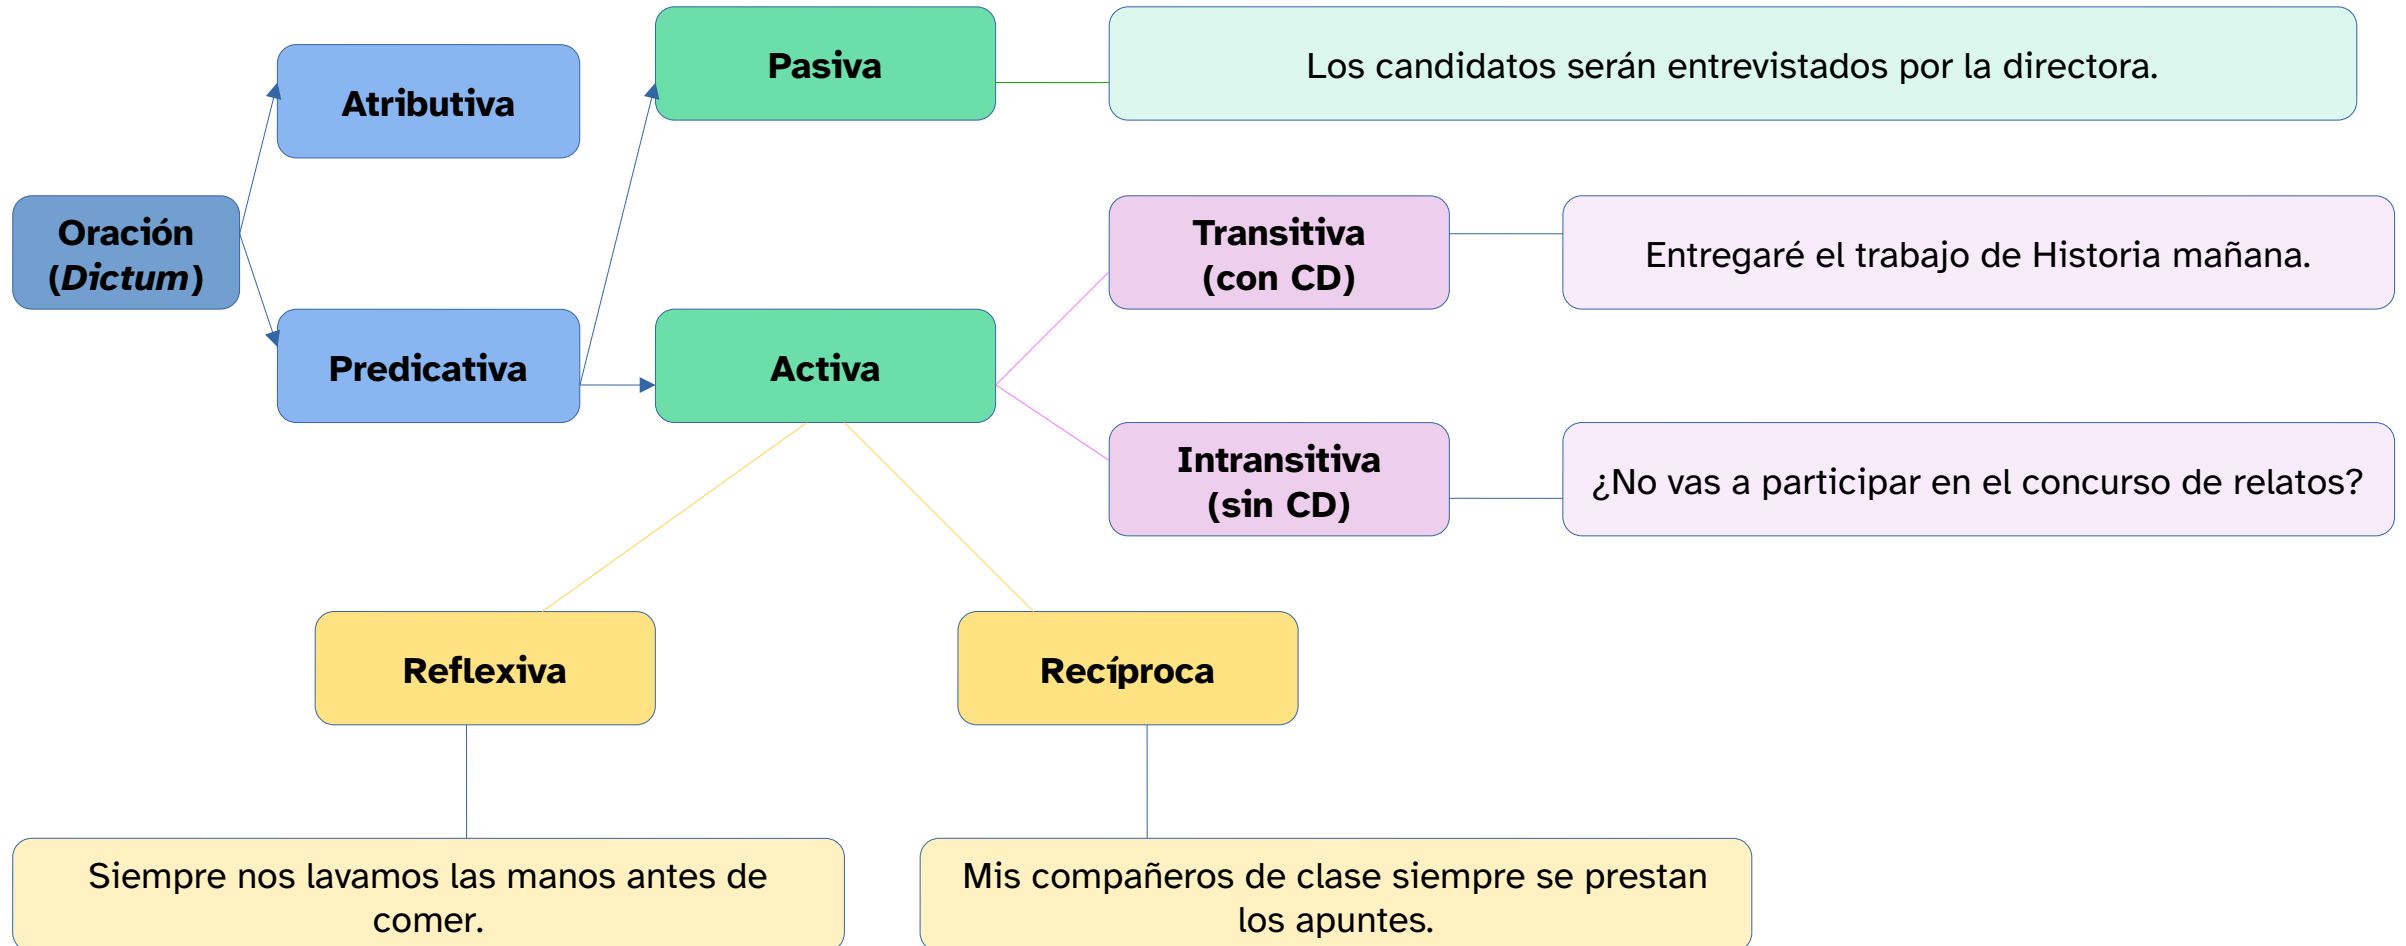 Pasiva
Los candidatos serán entrevistados por la directora.
Atributiva
Oración
(Dictum)
Transitiva
(con CD)
Entregaré el trabajo de Historia mañana.
Predicativa
Activa
Intransitiva
(sin CD)
¿No vas a participar en el concurso de relatos?
Reflexiva
Recíproca
Siempre nos lavamos las manos antes de
comer.
Mis compañeros de clase siempre se prestan
los apuntes.